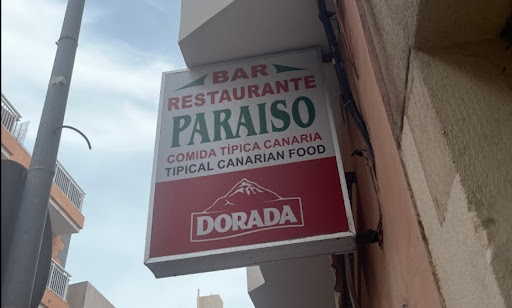 BAR
RESTAURANTE
PARAISO
COMIDA TÍPICA CANARIA
TIPICAL CANARIAN FOOD
DORADA